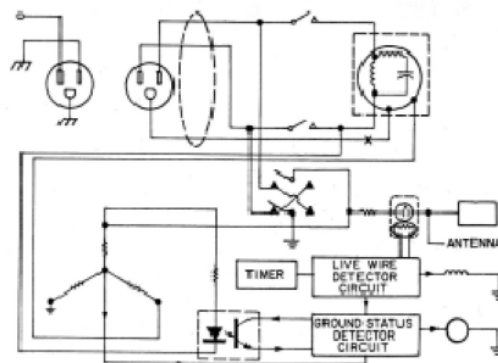 ANTENNA
TIMER
LIVE WIRE
DETECTOR
CIRCUIT
GROUND-STATUS
DETECTOR
CIRCUIT